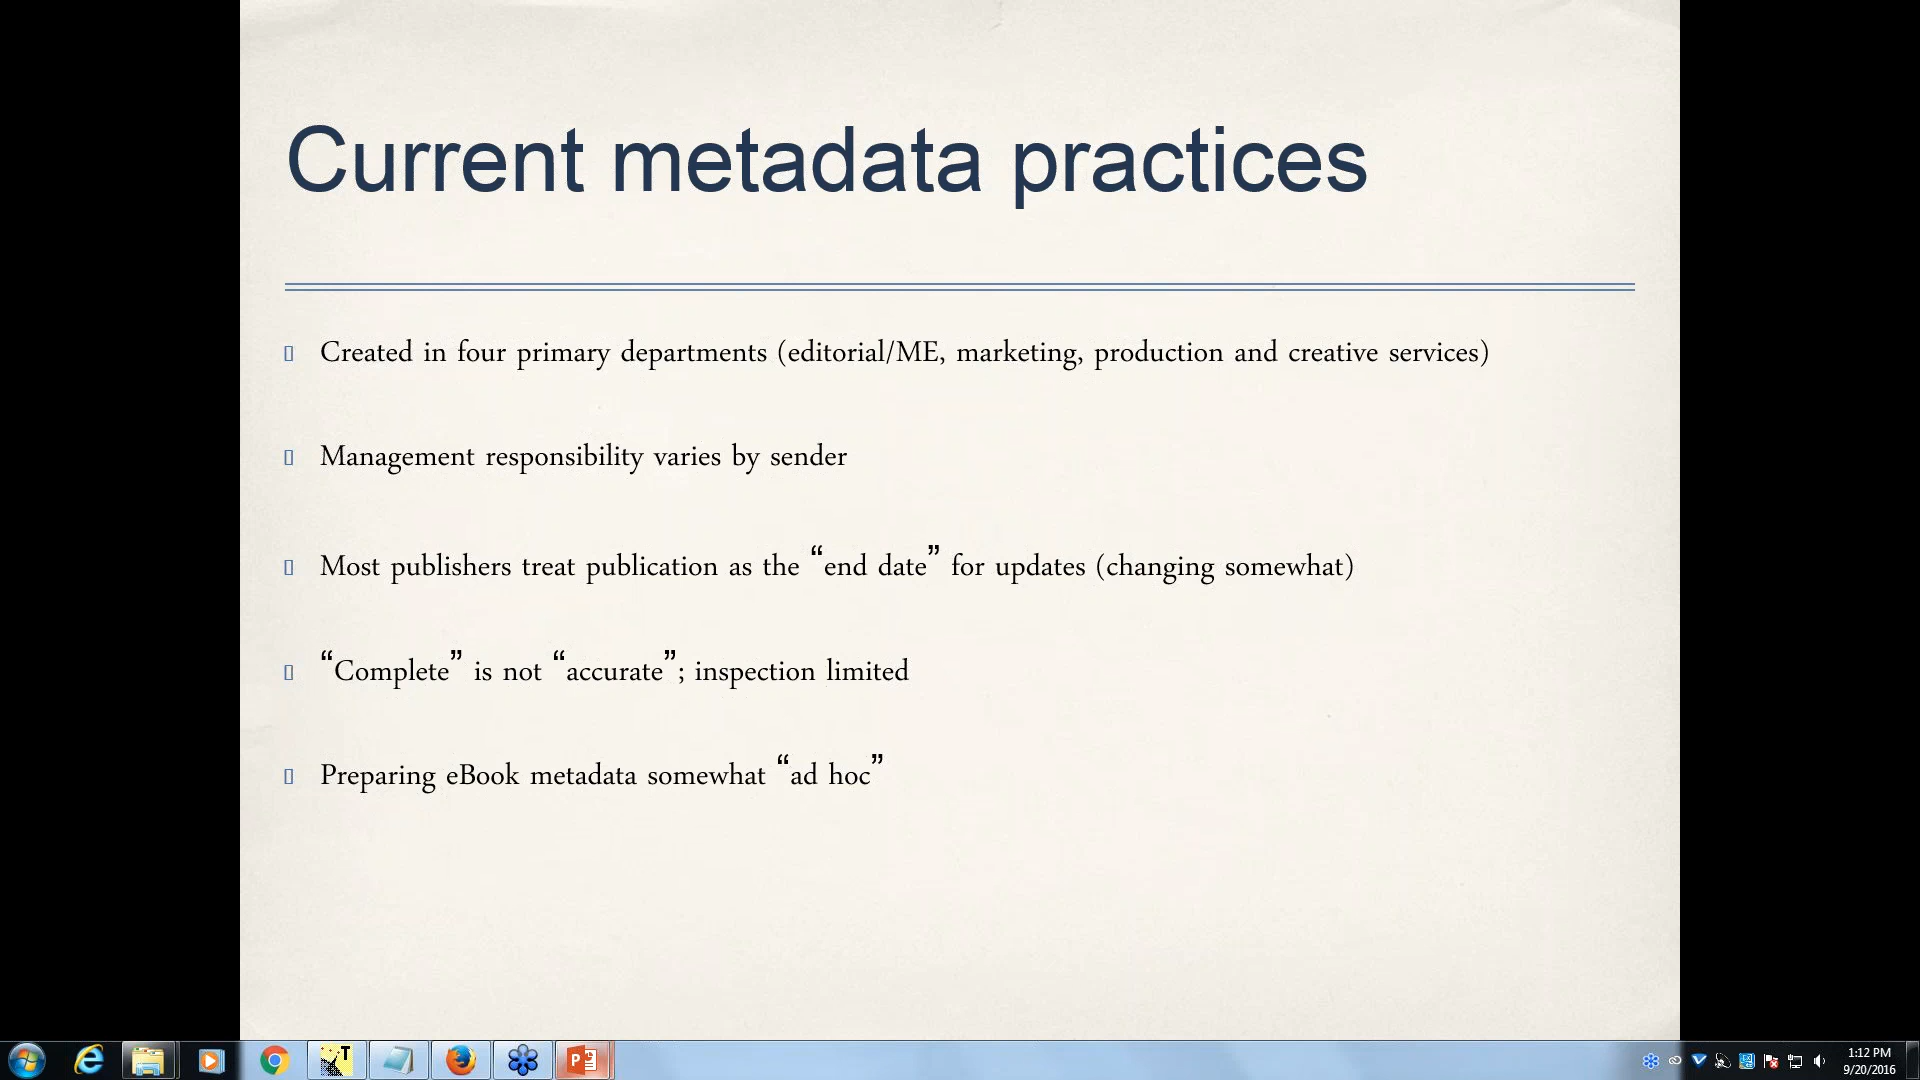 Current metadata practices
Created in four primary departments (editorial/ME, marketing, production and creative services)
Management responsibility varies by sender
Most publishers treat publication as the “end date” for updates (changing somewhat)
“Complete” is not “accurate”; inspection limited
Preparing eBook metadata somewhat “ad hoc”
1:12 PM
9/20/2016